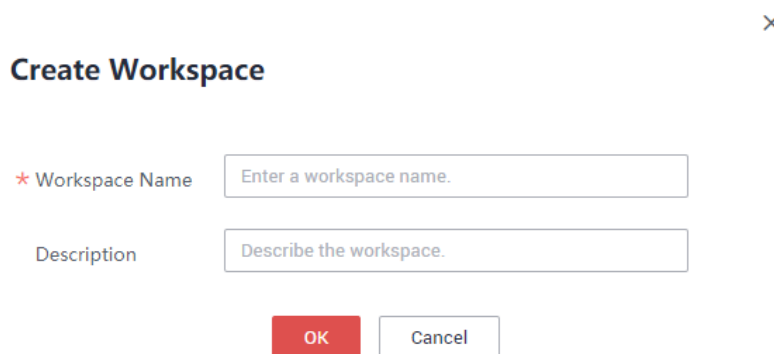 Create Workspace
* Workspace Name Enter a workspace name.
Description Describe the workspace.
OK Cancel